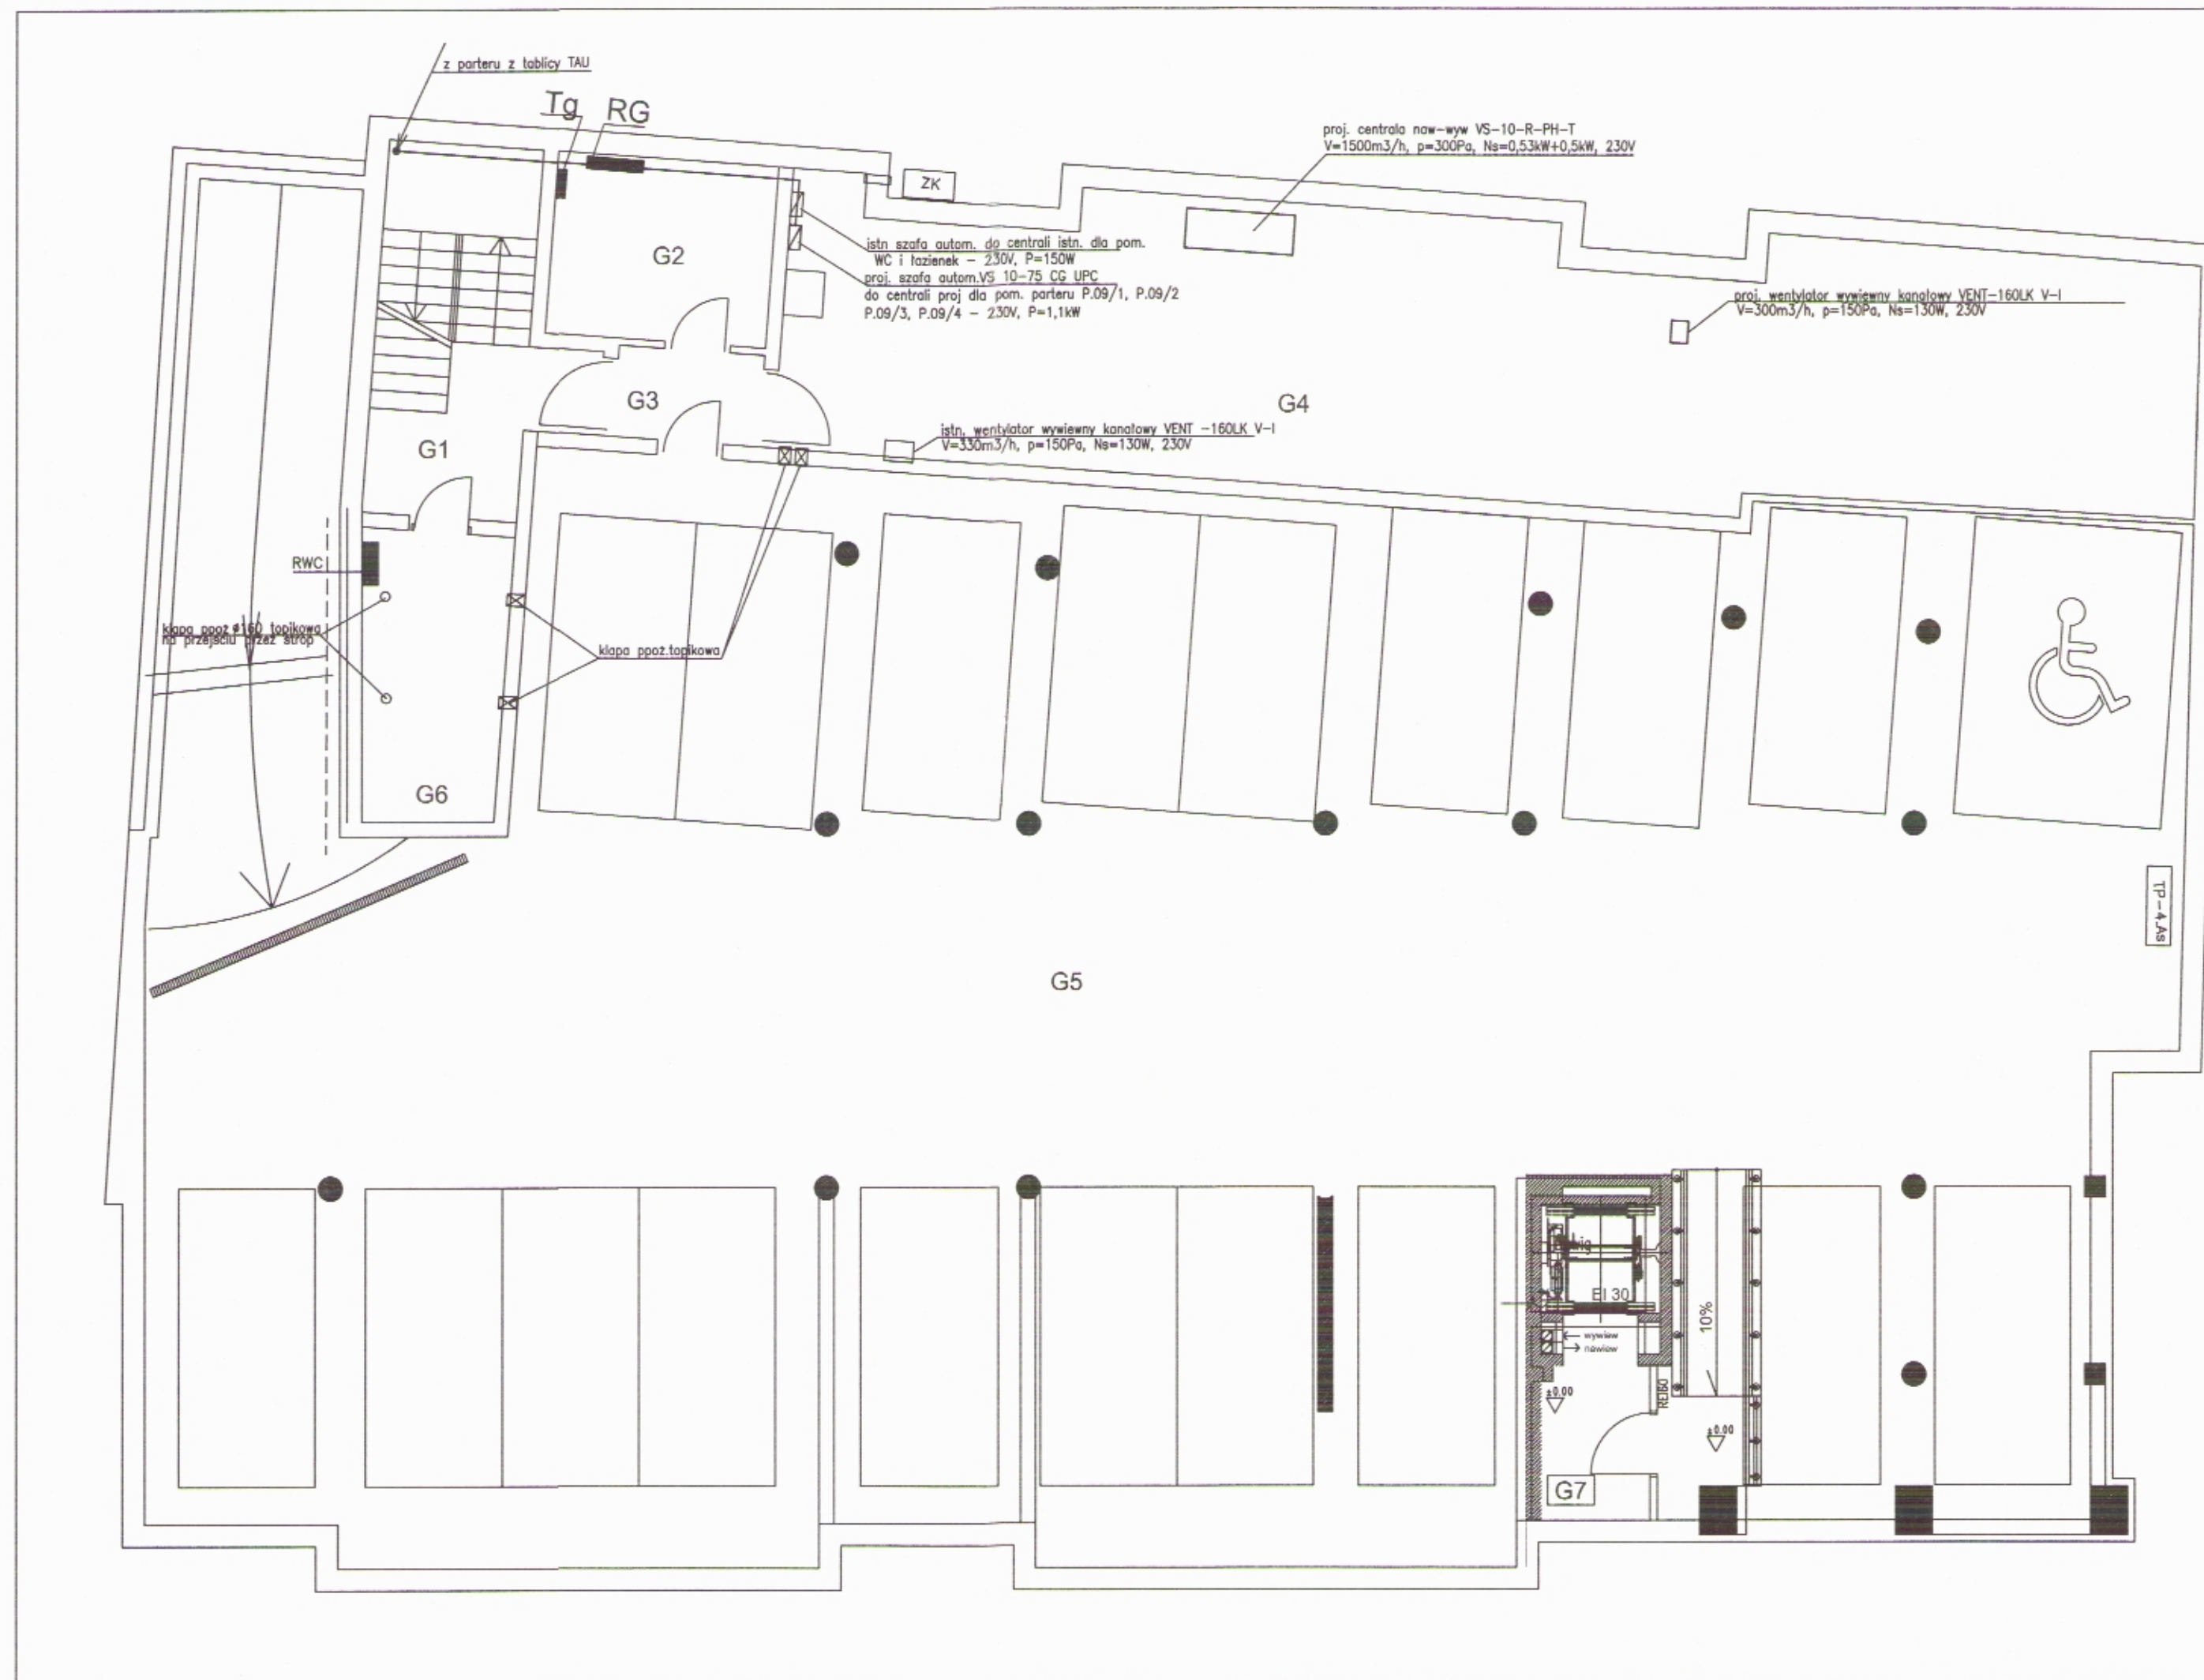 z parteru z tablicy TAU
Tg
RG
proj. centrala naw-wyw VS-10-R-PH-T
V=1500m3/h, p=300Pa, Ns=0,53kW+0,5kW, 230V
ZK
G2
istn szafa autom. do centrali istn. dla pom.
WC i łazienek – 230V, P=150W
proj. szafa autom.VS 10-75 CG UPC
do centrali proj dla pom. parteru P.09/1, P.09/2
P.09/3, P.09/4 – 230V, P=1,1kW
proj. wentylator wywiewny kanałowy VENT-160LK V-I
V=300m3/h, p=150Pa, Ns=130W, 230V
G3
G4
istn. wentylator wywiewny kanałowy VENT -160LK V-I
V=330m3/h, p=150Pa, Ns=130W, 230V
G1
RWC
klapa ppoż ø160 topikowa
na przejściu przez strop
klapa ppoż.topikowa
G6
TP-4.As
G5
EI 30
10%
wywiew
nawiew
±0.00
REI60
±0.00
G7